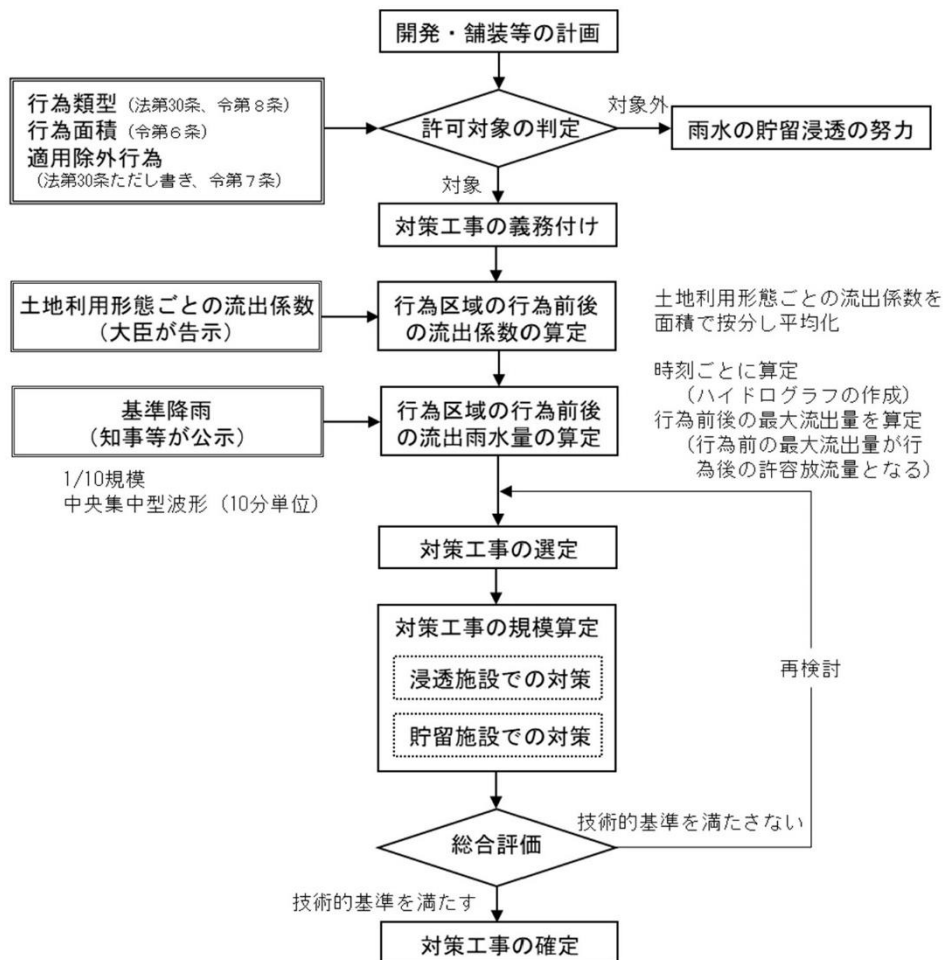 開発・舗装等の計画
行為類型（法第30条、令第８条）
行為面積（令第６条）
適用除外行為
（法第30条ただし書き、令第７条）
許可対象の判定
対象外
雨水の貯留浸透の努力
対象
対策工事の義務付け
土地利用形態ごとの流出係数
（大臣が告示）
行為区域の行為前後
の流出係数の算定
土地利用形態ごとの流出係数を
面積で按分し平均化
基準降雨
（知事等が公示）
行為区域の行為前後
の流出雨水量の算定
時刻ごとに算定
（ハイドログラフの作成）
行為前後の最大流出量を算定
（行為前の最大流出量が行
為後の許容放流量となる）
1/10規模
中央集中型波形（10分単位）
対策工事の選定
対策工事の規模算定
浸透施設での対策
貯留施設での対策
再検討
総合評価
技術的基準を満たさない
技術的基準を満たす
対策工事の確定